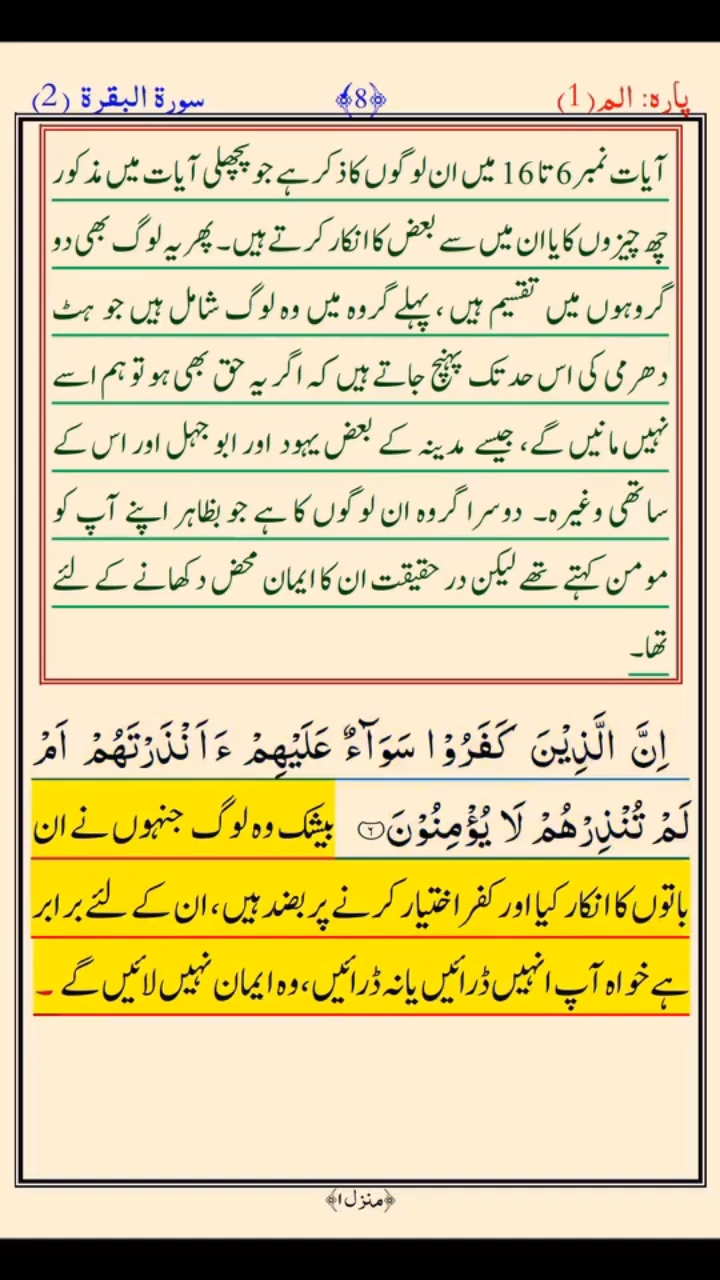 پارہ: الم(1) ﴿8﴾ سورۃ البقرۃ (2)
آیات نمبر 6 تا 16 میں ان لوگوں کا ذکر ہے جو پچھلی آیات میں مذکور
چھ چیزوں کا یا ان میں سے بعض کا انکار کرتے ہیں۔ پھر یہ لوگ بھی دو
گروہوں میں تقسیم ہیں، پہلے گروہ میں وہ لوگ شامل ہیں جو ہٹ
دھرمی کی اس حد تک پہنچ جاتے ہیں کہ اگر یہ حق بھی ہو تو ہم اسے
نہیں مانیں گے، جیسے مدینہ کے بعض یہود اور ابو جہل اور اس کے
ساتھی وغیرہ۔ دوسرا گروہ ان لوگوں کا ہے جو بظاہر اپنے آپ کو
مومن کہتے تھے لیکن در حقیقت ان کا ایمان محض دکھانے کے لئے
تھا۔
اِنَّ الَّذِیْنَ کَفَرُوْا سَوَآءٌ عَلَیْہِمْ ءَاَنْذَرْتَہُمْ اَمْ
لَمْ تُنْذِرْھُمْ لَا یُؤْمِنُوْنَ﴿۶﴾ بیشک وہ لوگ جنہوں نے ان
باتوں کا انکار کیا اور کفر اختیار کرنے پر بضد ہیں، ان کے لئے برابر
ہے خواہ آپ انہیں ڈرائیں یا نہ ڈرائیں، وہ ایمان نہیں لائیں گے ۔
﴿منزل ۱﴾